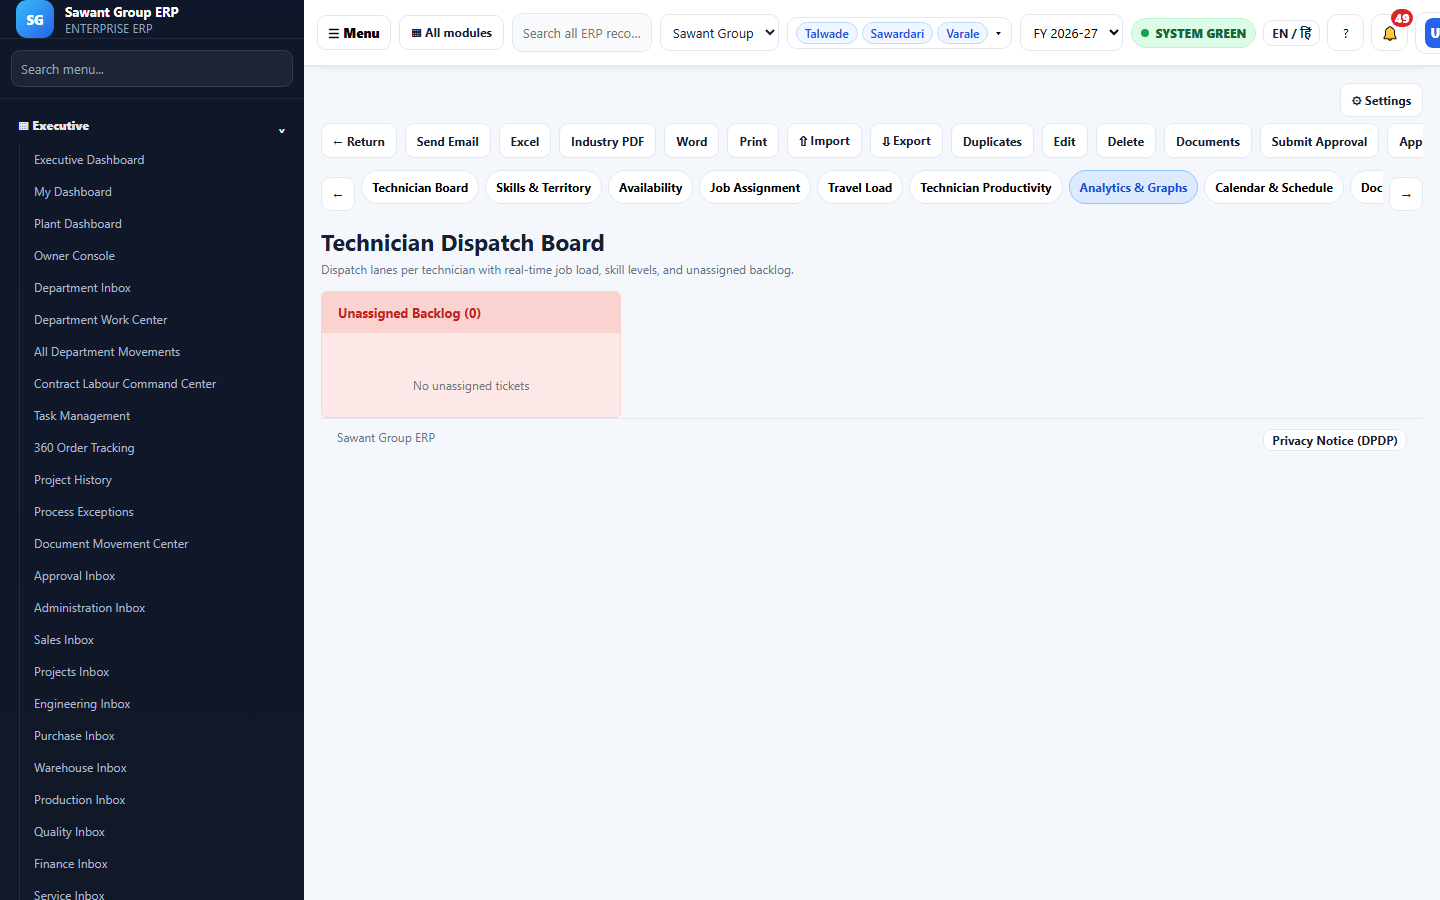 SG
Sawant Group ERP
ENTERPRISE ERP
Search menu...
Executive
Executive Dashboard
My Dashboard
Plant Dashboard
Owner Console
Department Inbox
Department Work Center
All Department Movements
Contract Labour Command Center
Task Management
360 Order Tracking
Project History
Process Exceptions
Document Movement Center
Approval Inbox
Administration Inbox
Sales Inbox
Projects Inbox
Engineering Inbox
Purchase Inbox
Warehouse Inbox
Production Inbox
Quality Inbox
Finance Inbox
Service Inbox
☰ Menu
All modules
Search all ERP reco...
Sawant Group
Talwade
Sawardari
Varale
FY 2026-27
SYSTEM GREEN
EN / हिं
?
49
U
⚙ Settings
← Return
Send Email
Excel
Industry PDF
Word
Print
⇧ Import
⇩ Export
Duplicates
Edit
Delete
Documents
Submit Approval
App
←
Technician Board
Skills & Territory
Availability
Job Assignment
Travel Load
Technician Productivity
Analytics & Graphs
Calendar & Schedule
Doc
→
Technician Dispatch Board
Dispatch lanes per technician with real-time job load, skill levels, and unassigned backlog.
Unassigned Backlog (0)
No unassigned tickets
Sawant Group ERP
Privacy Notice (DPDP)